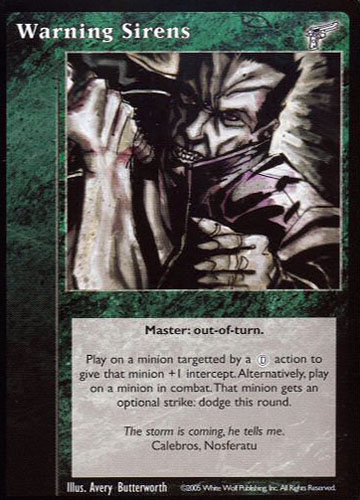 Warning Sirens
Master: out-of-turn.
Play on a minion targetted by a Ⓓ action to
give that minion +1 intercept. Alternatively, play
on a minion in combat. That minion gets an
optional strike: dodge this round.
The storm is coming, he tells me.
Calebros, Nosferatu
Illus. Avery Butterworth ©2005 White Wolf Publishing, Inc. All Rights Reserved.